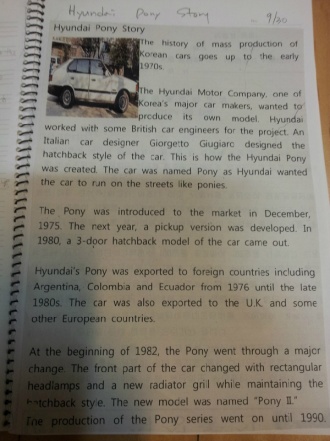 Hyundai Pony Story 9/30
Hyundai Pony Story
The history of mass production of
Korean cars goes up to the early
1970s.
The Hyundai Motor Company, one of
Korea's major car makers, wanted to
produce its own model. Hyundai
worked with some British car engineers for the project. An
Italian car designer Giorgetto Giugiaro designed the
hatchback style of the car. This is how the Hyundai Pony
was created. The car was named Pony as Hyundai wanted
the car to run on the streets like ponies.
The Pony was introduced to the market in December,
1975. The next year, a pickup version was developed. In
1980, a 3-door hatchback model of the car came out.
Hyundai's Pony was exported to foreign countries including
Argentina, Colombia and Ecuador from 1976 until the late
1980s. The car was also exported to the U.K. and some
other European countries.
At the beginning of 1982, the Pony went through a major
change. The front part of the car changed with rectangular
headlamps and a new radiator gril while maintaining the
hatchback style. The new model was named "Pony II."
The production of the Pony series went on until 1990.